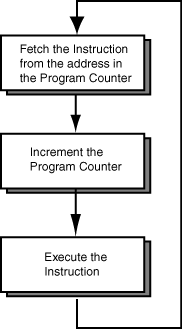 Fetch the Instruction
from the address in
the Program Counter
Increment the
Program Counter
Execute the
Instruction